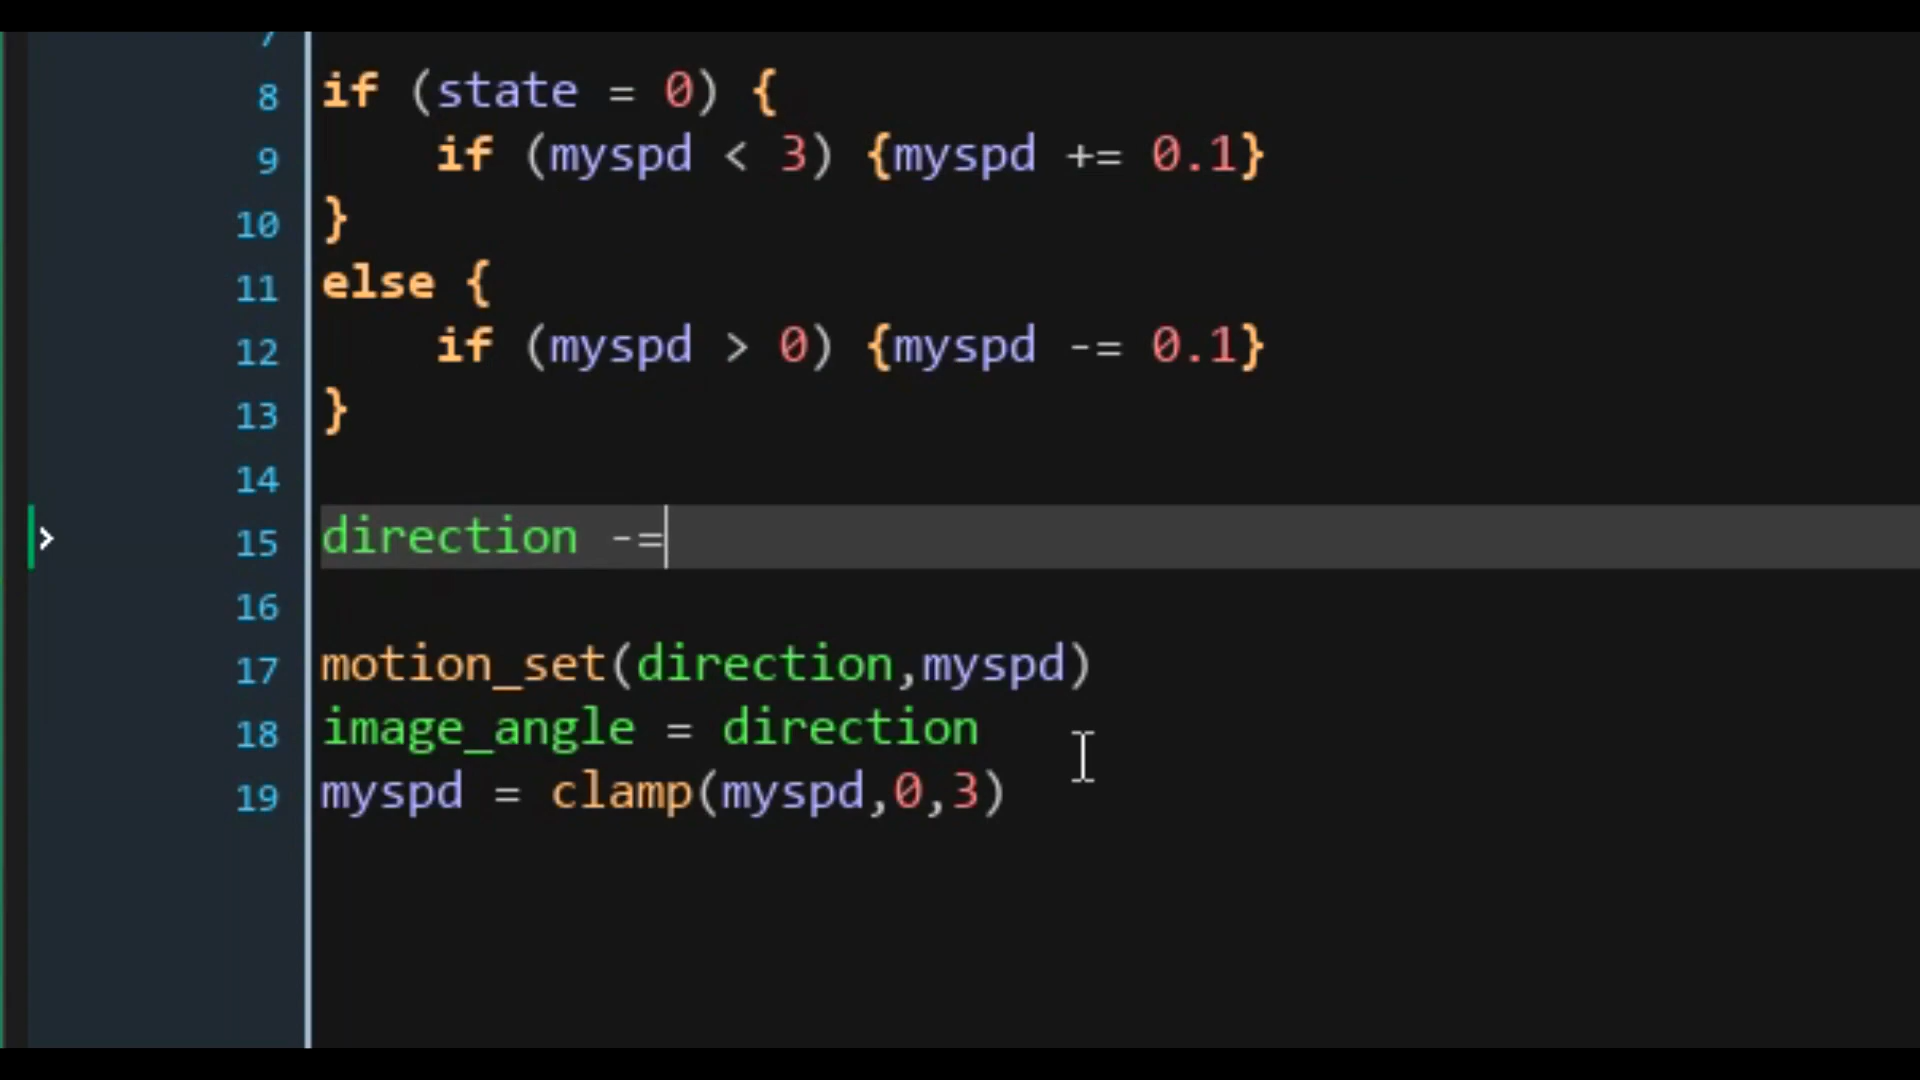 7
8 if (state = 0) {
9 if (myspd < 3) {myspd += 0.1}
10 }
11 else {
12 if (myspd > 0) {myspd -= 0.1}
13 }
14
15 direction -=
16
17 motion_set(direction,myspd)
18 image_angle = direction
19 myspd = clamp(myspd,0,3)